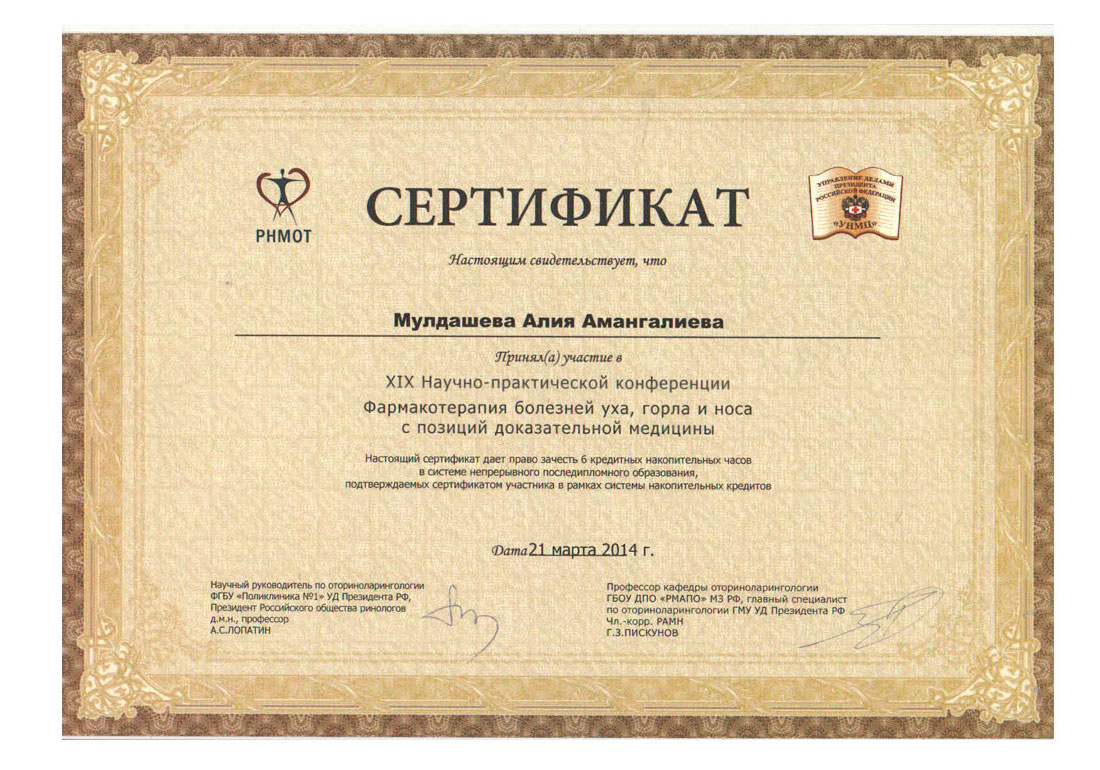 РНМОТ
СЕРТИФИКАТ
УПРАВЛЕНИЕ ДЕЛАМИ
ПРЕЗИДЕНТА
РОССИЙСКОЙ ФЕДЕРАЦИИ
«УНМЦ»
Настоящим свидетельствует, что
Мулдашева Алия Амангалиева
Принял(а) участие в
XIX Научно-практической конференции
Фармакотерапия болезней уха, горла и носа
с позиций доказательной медицины
Настоящий сертификат дает право зачесть 6 кредитных накопительных часов
в системе непрерывного последипломного образования,
подтверждаемых сертификатом участника в рамках системы накопительных кредитов
Дата 21 марта 2014 г.
Научный руководитель по оториноларингологии
ФГБУ «Поликлиника №1» УД Президента РФ,
Президент Российского общества ринологов
д.м.н., профессор
А.С.ЛОПАТИН
Профессор кафедры оториноларингологии
ГБОУ ДПО «РМАПО» МЗ РФ, главный специалист
по оториноларингологии ГМУ УД Президента РФ
Чл.-корр. РАМН
Г.З.ПИСКУНОВ